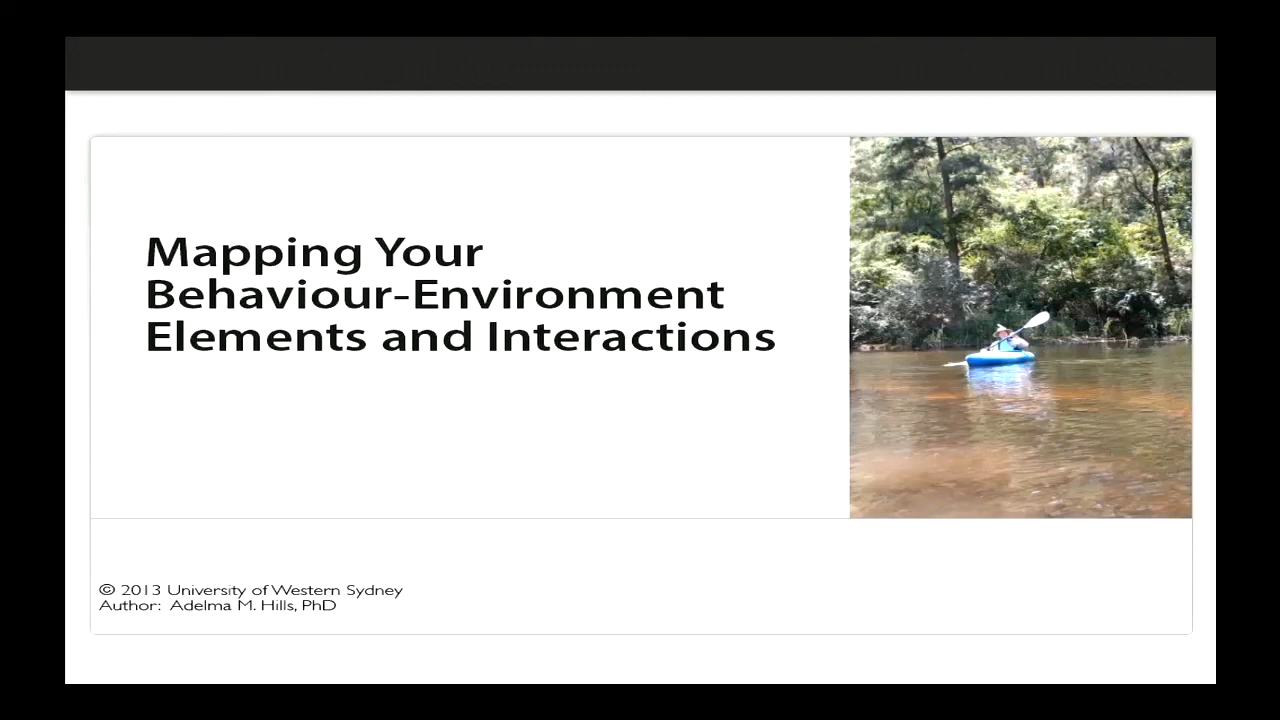 Mapping Your
Behaviour-Environment
Elements and Interactions
© 2013 University of Western Sydney
Author: Adelma M. Hills, PhD